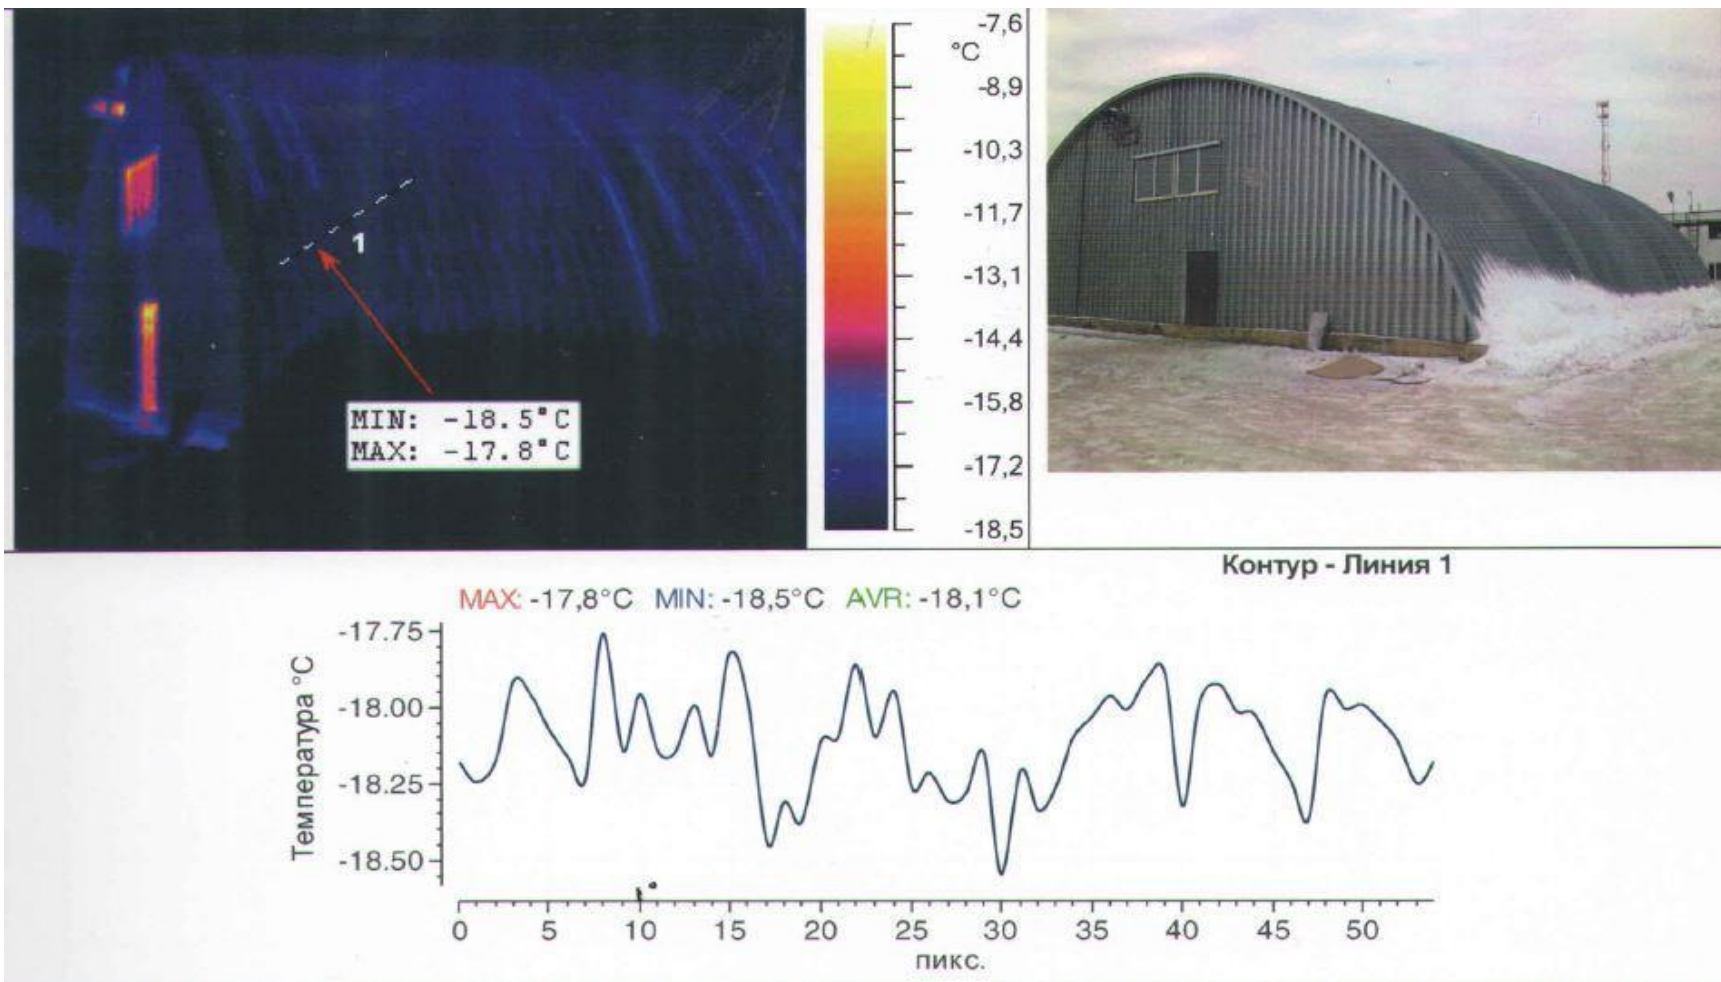 -7,6
°C
-8,9
-10,3
-11,7
-13,1
-14,4
-15,8
-17,2
-18,5
1
MIN: -18.5°C
MAX: -17.8°C
Контур - Линия 1
MAX: -17,8°C MIN: -18,5°C AVR: -18,1°C
Температура °C
-17.75
-18.00
-18.25
-18.50
0 5 10 15 20 25 30 35 40 45 50
пикс.